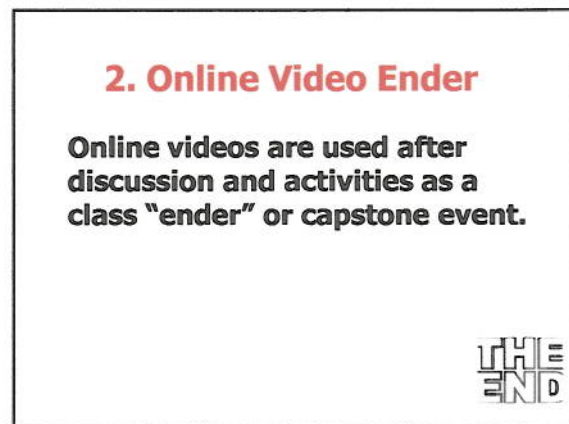 2. Online Video Ender
Online videos are used after
discussion and activities as a
class “ender” or capstone event.
THE
END